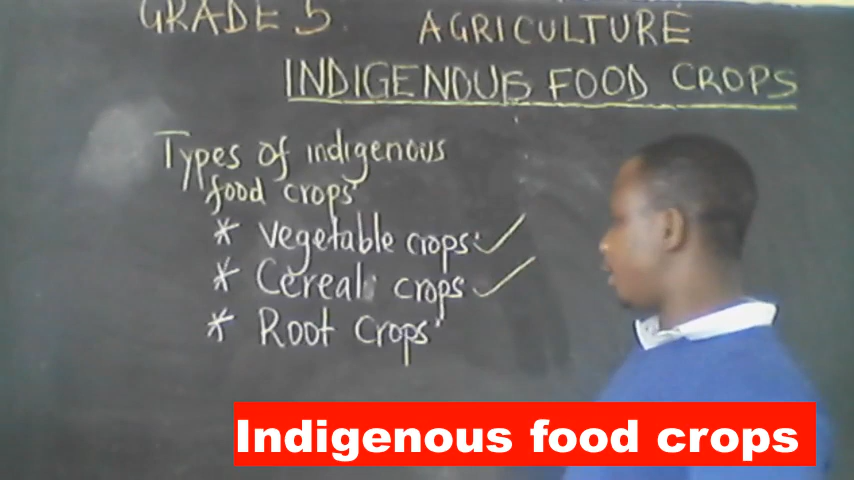 GRADE 5 AGRICULTURE
INDIGENOUS FOOD CROPS
Types of indigenous
food crops
* Vegetable crops ✓
* Cereal crops ✓
* Root Crops
Indigenous food crops